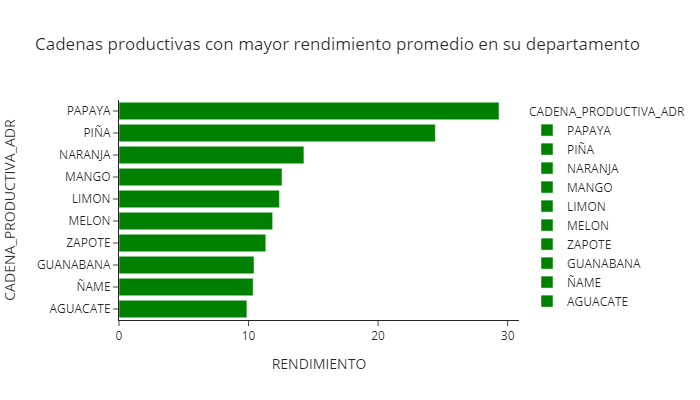 Cadenas productivas con mayor rendimiento promedio en su departamento
CADENA_PRODUCTIVA_ADR
PAPAYA
PIÑA
NARANJA
MANGO
LIMON
MELON
ZAPOTE
GUANABANA
ÑAME
AGUACATE
0 10 20 30
RENDIMIENTO
CADENA_PRODUCTIVA_ADR
PAPAYA
PIÑA
NARANJA
MANGO
LIMON
MELON
ZAPOTE
GUANABANA
ÑAME
AGUACATE